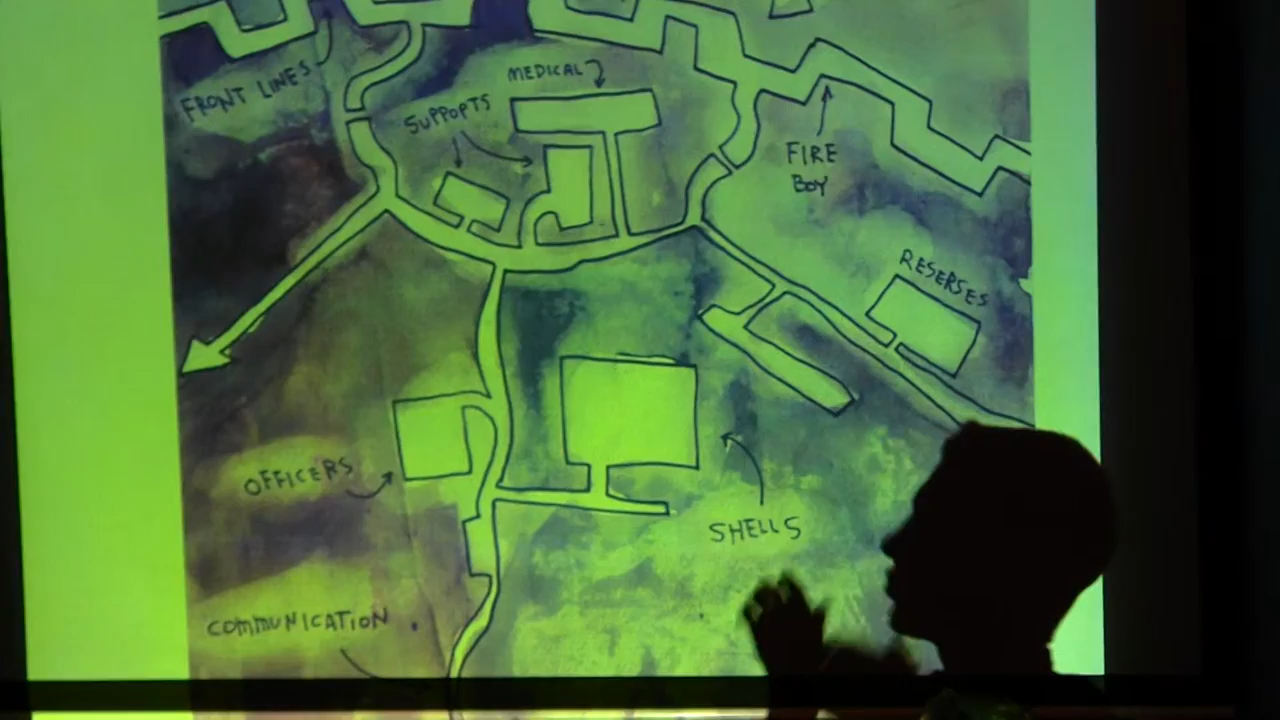 FRONT LINES
MEDICAL
SUPPOPTS
FIRE
BOY
RESERSES
OFFICERS
SHELLS
COMMUNICATION